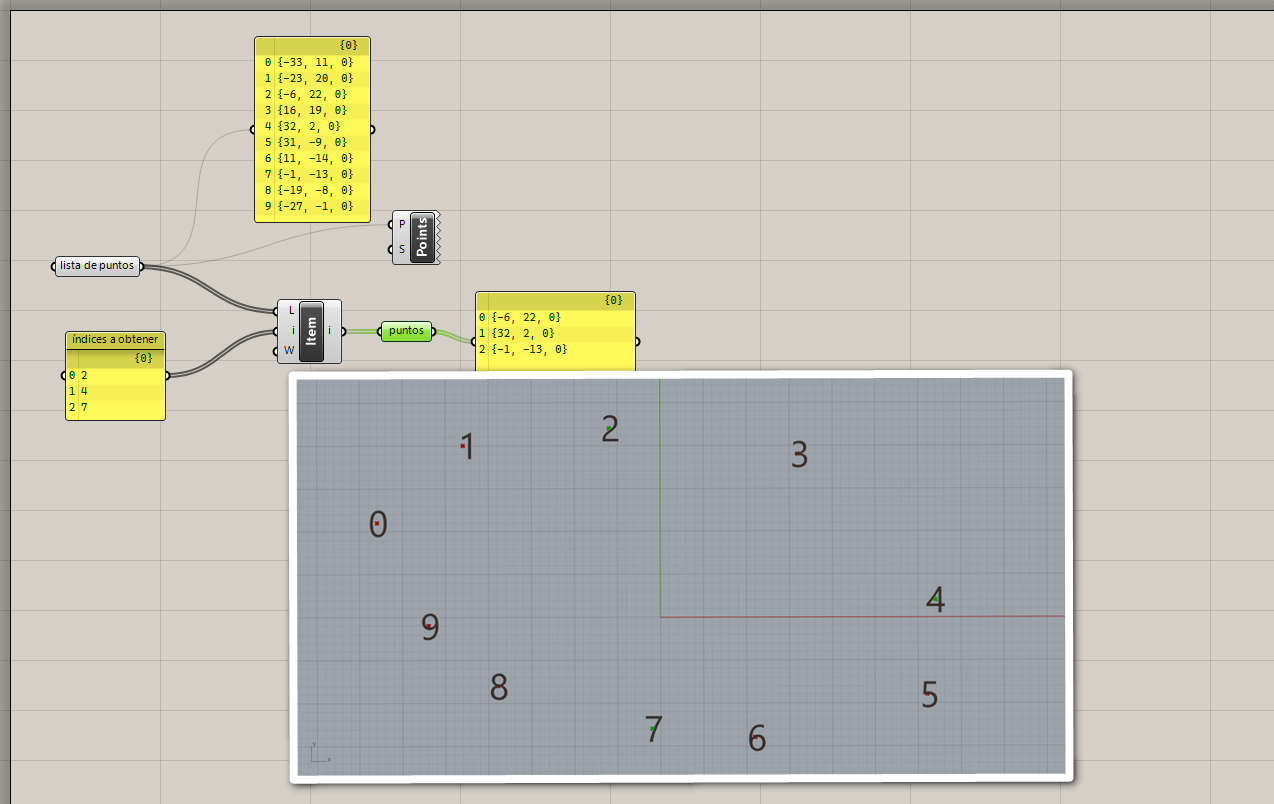 {0}
0 {-33, 11, 0}
1 {-23, 20, 0}
2 {-6, 22, 0}
3 {16, 19, 0}
4 {32, 2, 0}
5 {31, -9, 0}
6 {11, -14, 0}
7 {-1, -13, 0}
8 {-19, -8, 0}
9 {-27, -1, 0}
P
S
Points
lista de puntos
L
i
W
Item
i
puntos
{0}
0 {-6, 22, 0}
1 {32, 2, 0}
2 {-1, -13, 0}
índices a obtener
{0}
0 2
1 4
2 7
1
2
3
0
4
9
8
5
7
6
y
x